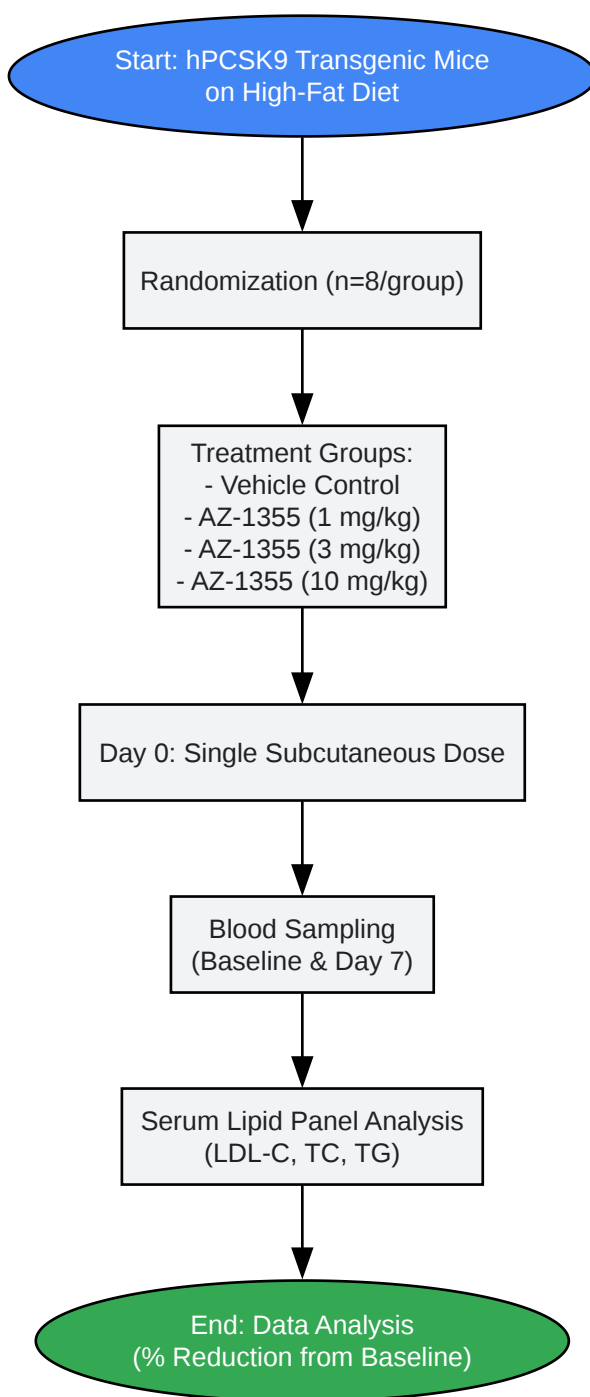 Start: hPCSK9 Transgenic Mice
on High-Fat Diet
Randomization (n=8/group)
Treatment Groups:
- Vehicle Control
- AZ-1355 (1 mg/kg)
- AZ-1355 (3 mg/kg)
- AZ-1355 (10 mg/kg)
Day 0: Single Subcutaneous Dose
Blood Sampling
(Baseline & Day 7)
Serum Lipid Panel Analysis
(LDL-C, TC, TG)
End: Data Analysis
(% Reduction from Baseline)